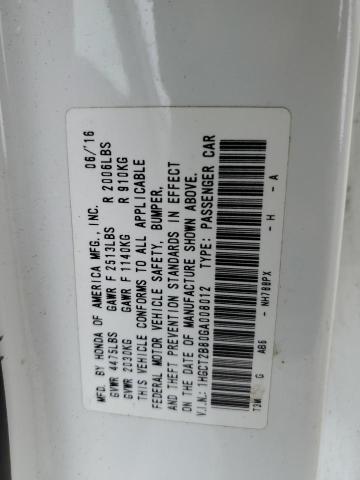 MFD. BY HONDA OF AMERICA MFG., INC. 06/'16
GVWR 4475LBS GAWR F 2513LBS R 2006LBS
GVWR 2030KG GAWR F 1140KG R 910KG
THIS VEHICLE CONFORMS TO ALL APPLICABLE
FEDERAL MOTOR VEHICLE SAFETY, BUMPER,
AND THEFT PREVENTION STANDARDS IN EFFECT
ON THE DATE OF MANUFACTURE SHOWN ABOVE.
V.I.N.: 1HGCT2B80GA008012 TYPE: PASSENGER CAR
T3W G AB6 - NH788PX - H - A